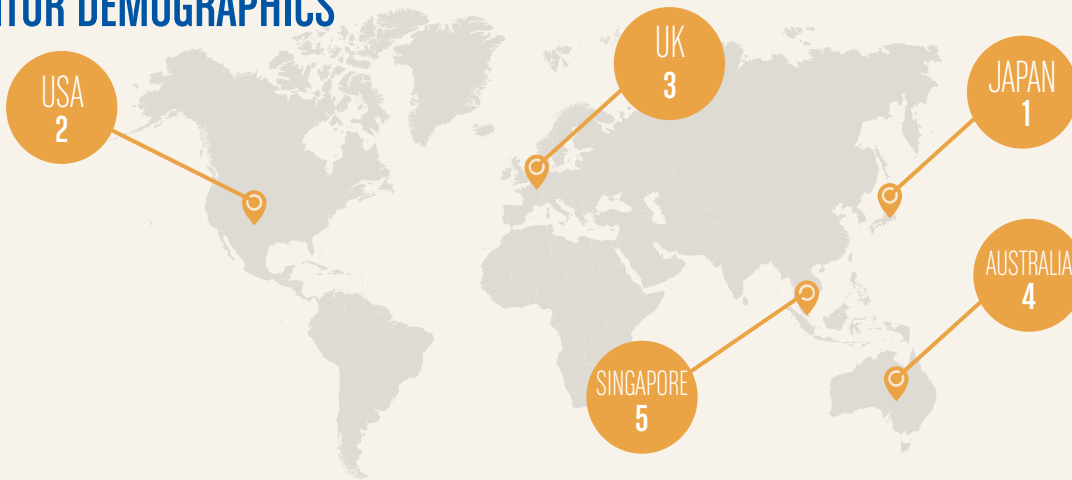 DEMOGRAPHICS
USA
2
UK
3
JAPAN
1
AUSTRALIA
4
SINGAPORE
5